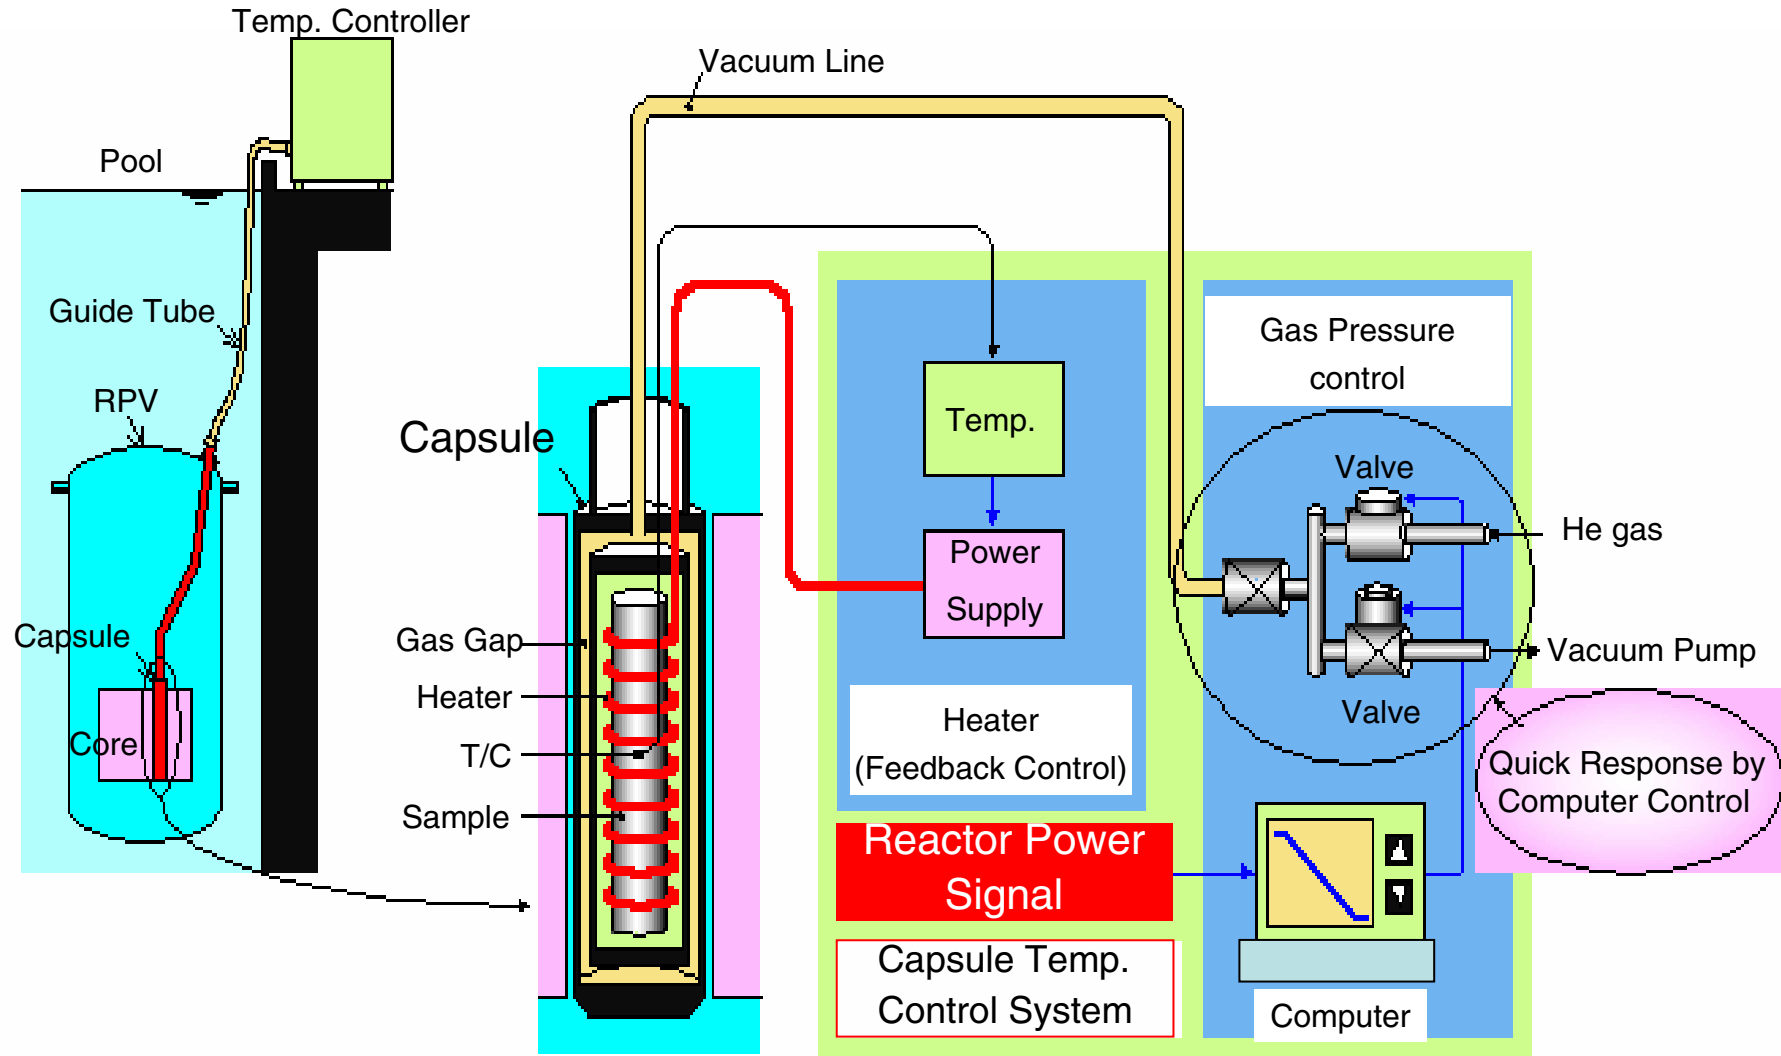 Temp. Controller
Pool
Guide Tube
RPV
Capsule
Core
Vacuum Line
Capsule
Gas Gap
Heater
T/C
Sample
Temp.
Power
Supply
Heater
(Feedback Control)
Reactor Power
Signal
Capsule Temp.
Control System
Gas Pressure
control
Valve
He gas
Vacuum Pump
Valve
Quick Response by
Computer Control
Computer